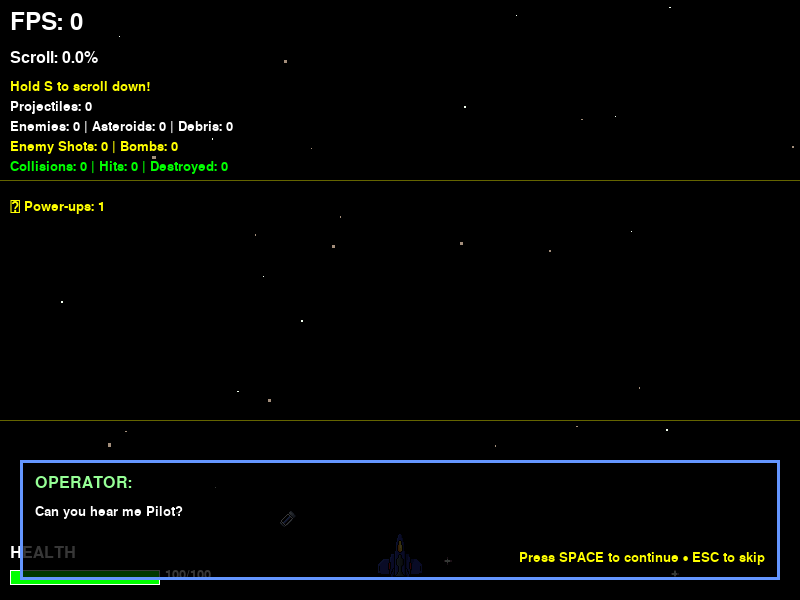 FPS: 0
Scroll: 0.0%
Hold S to scroll down!
Projectiles: 0
Enemies: 0 | Asteroids: 0 | Debris: 0
Enemy Shots: 0 | Bombs: 0
Collisions: 0 | Hits: 0 | Destroyed: 0
Power-ups: 1
OPERATOR:
Can you hear me Pilot?
HEALTH
Press SPACE to continue • ESC to skip
100/100